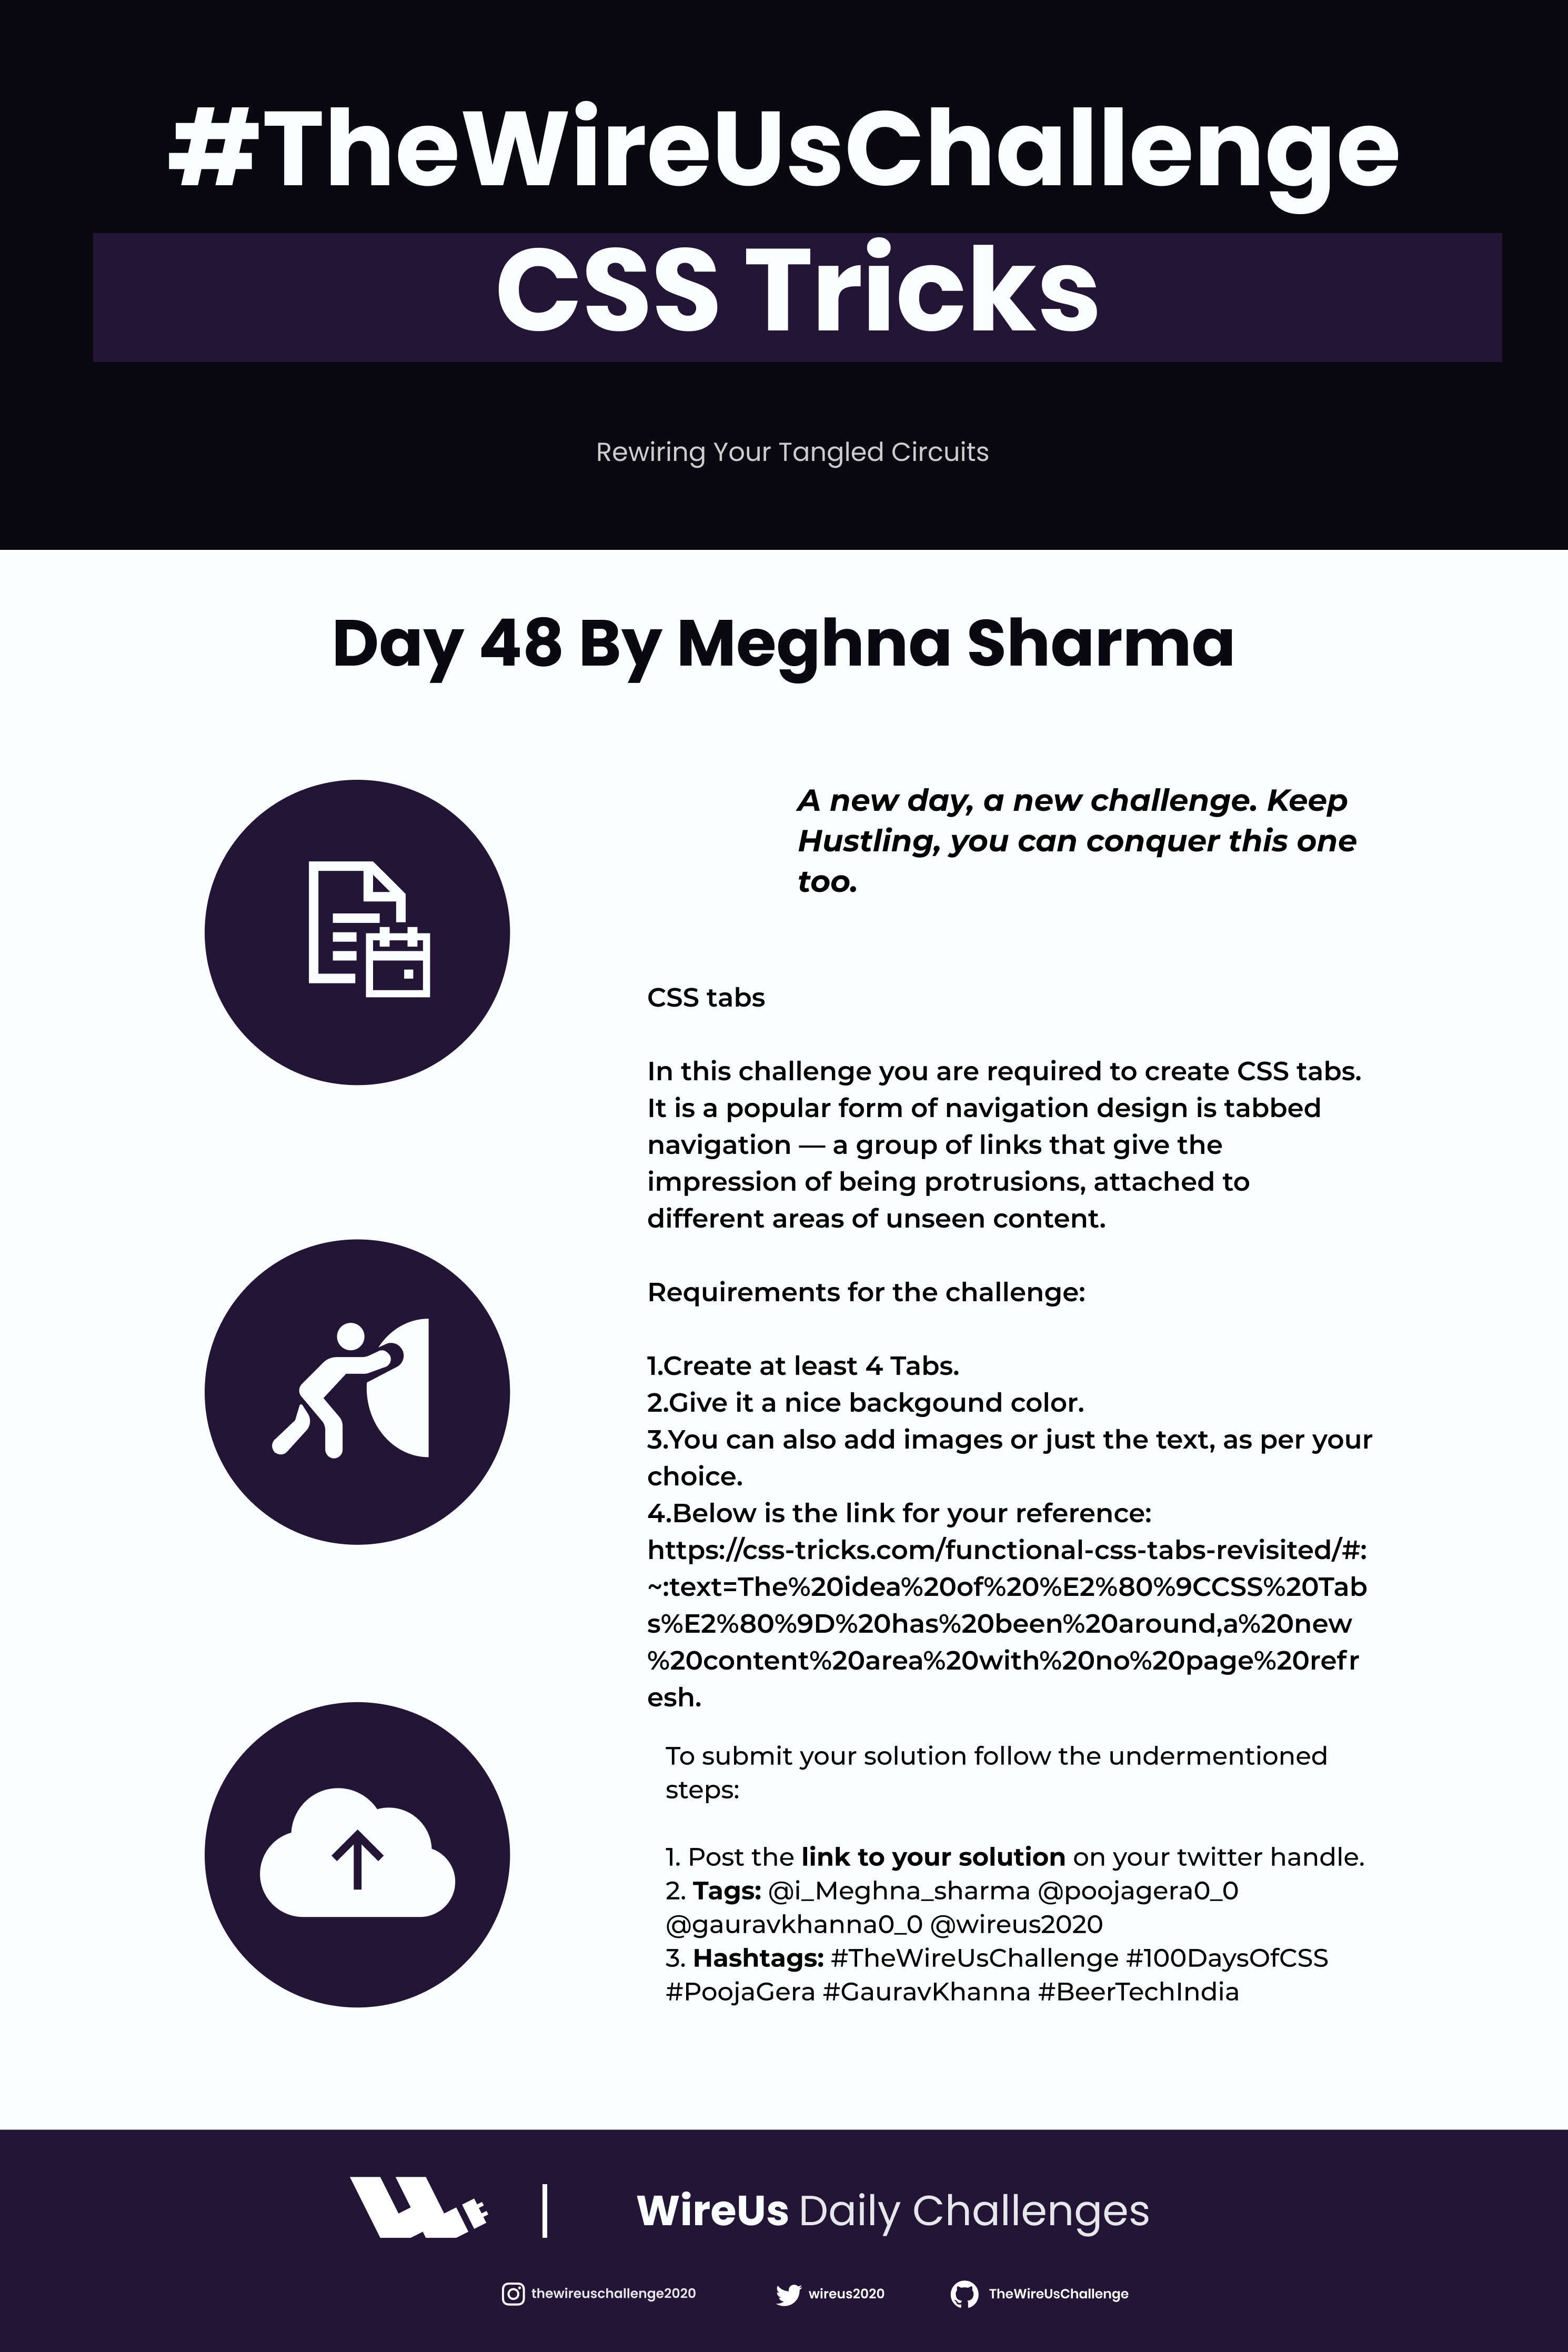 #TheWireUsChallenge
CSS Tricks
Rewiring Your Tangled Circuits
Day 48 By Meghna Sharma
A new day, a new challenge. Keep
Hustling, you can conquer this one
too.
CSS tabs
In this challenge you are required to create CSS tabs.
It is a popular form of navigation design is tabbed
navigation — a group of links that give the
impression of being protrusions, attached to
different areas of unseen content.
Requirements for the challenge:
1.Create at least 4 Tabs.
2.Give it a nice backgound color.
3.You can also add images or just the text, as per your
choice.
4.Below is the link for your reference:
https://css-tricks.com/functional-css-tabs-revisited/#:
~:text=The%20idea%20of%20%E2%80%9CCSS%20Tab
s%E2%80%9D%20has%20been%20around,a%20new
%20content%20area%20with%20no%20page%20refr
esh.
To submit your solution follow the undermentioned
steps:
1. Post the link to your solution on your twitter handle.
2. Tags: @i_Meghna_sharma @poojagera0_0
@gauravkhanna0_0 @wireus2020
3. Hashtags: #TheWireUsChallenge #100DaysOfCSS
#PoojaGera #GauravKhanna #BeerTechIndia
WireUs Daily Challenges
thewireuschallenge2020 wireus2020 TheWireUsChallenge